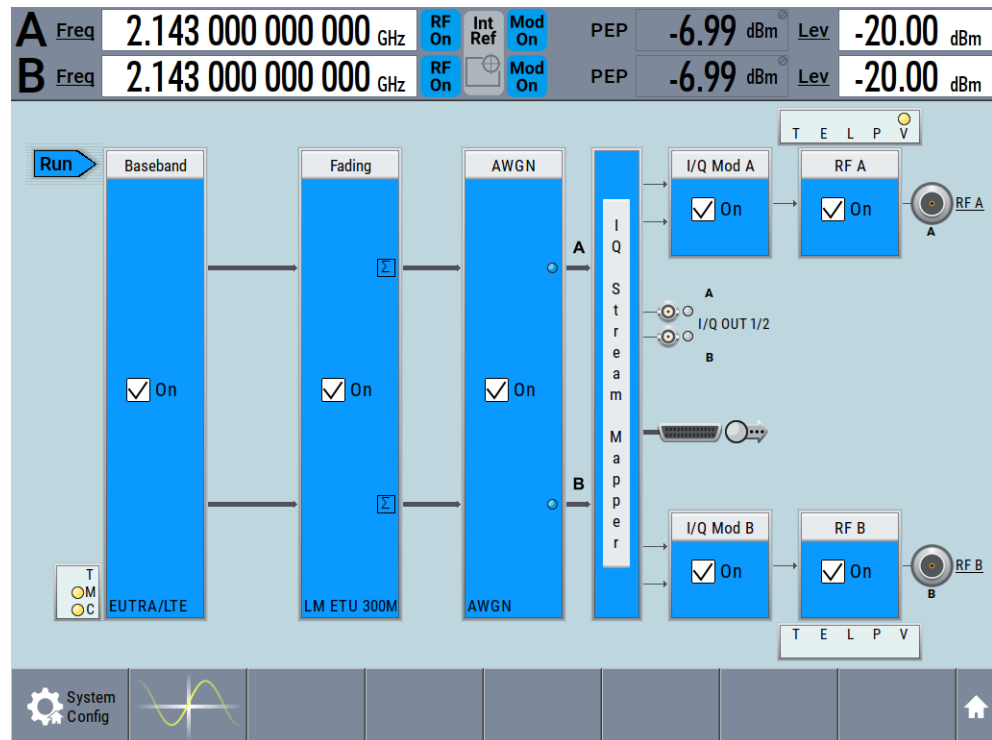 A Freq 2.143 000 000 000 GHz RF On Int Ref Mod On PEP -6.99 dBm Lev -20.00 dBm
B Freq 2.143 000 000 000 GHz RF On Mod On PEP -6.99 dBm Lev -20.00 dBm
T E L P V
Run Baseband Fading AWGN I/Q Mod A RF A
On On RF A
A
A
Σ Σ
I/Q OUT 1/2
A
B
On On On
IQ Stream Mapper
B
I/Q Mod B RF B
On On RF B
B
T
M
C
EUTRA/LTE LM ETU 300M AWGN
T E L P V
System
Config